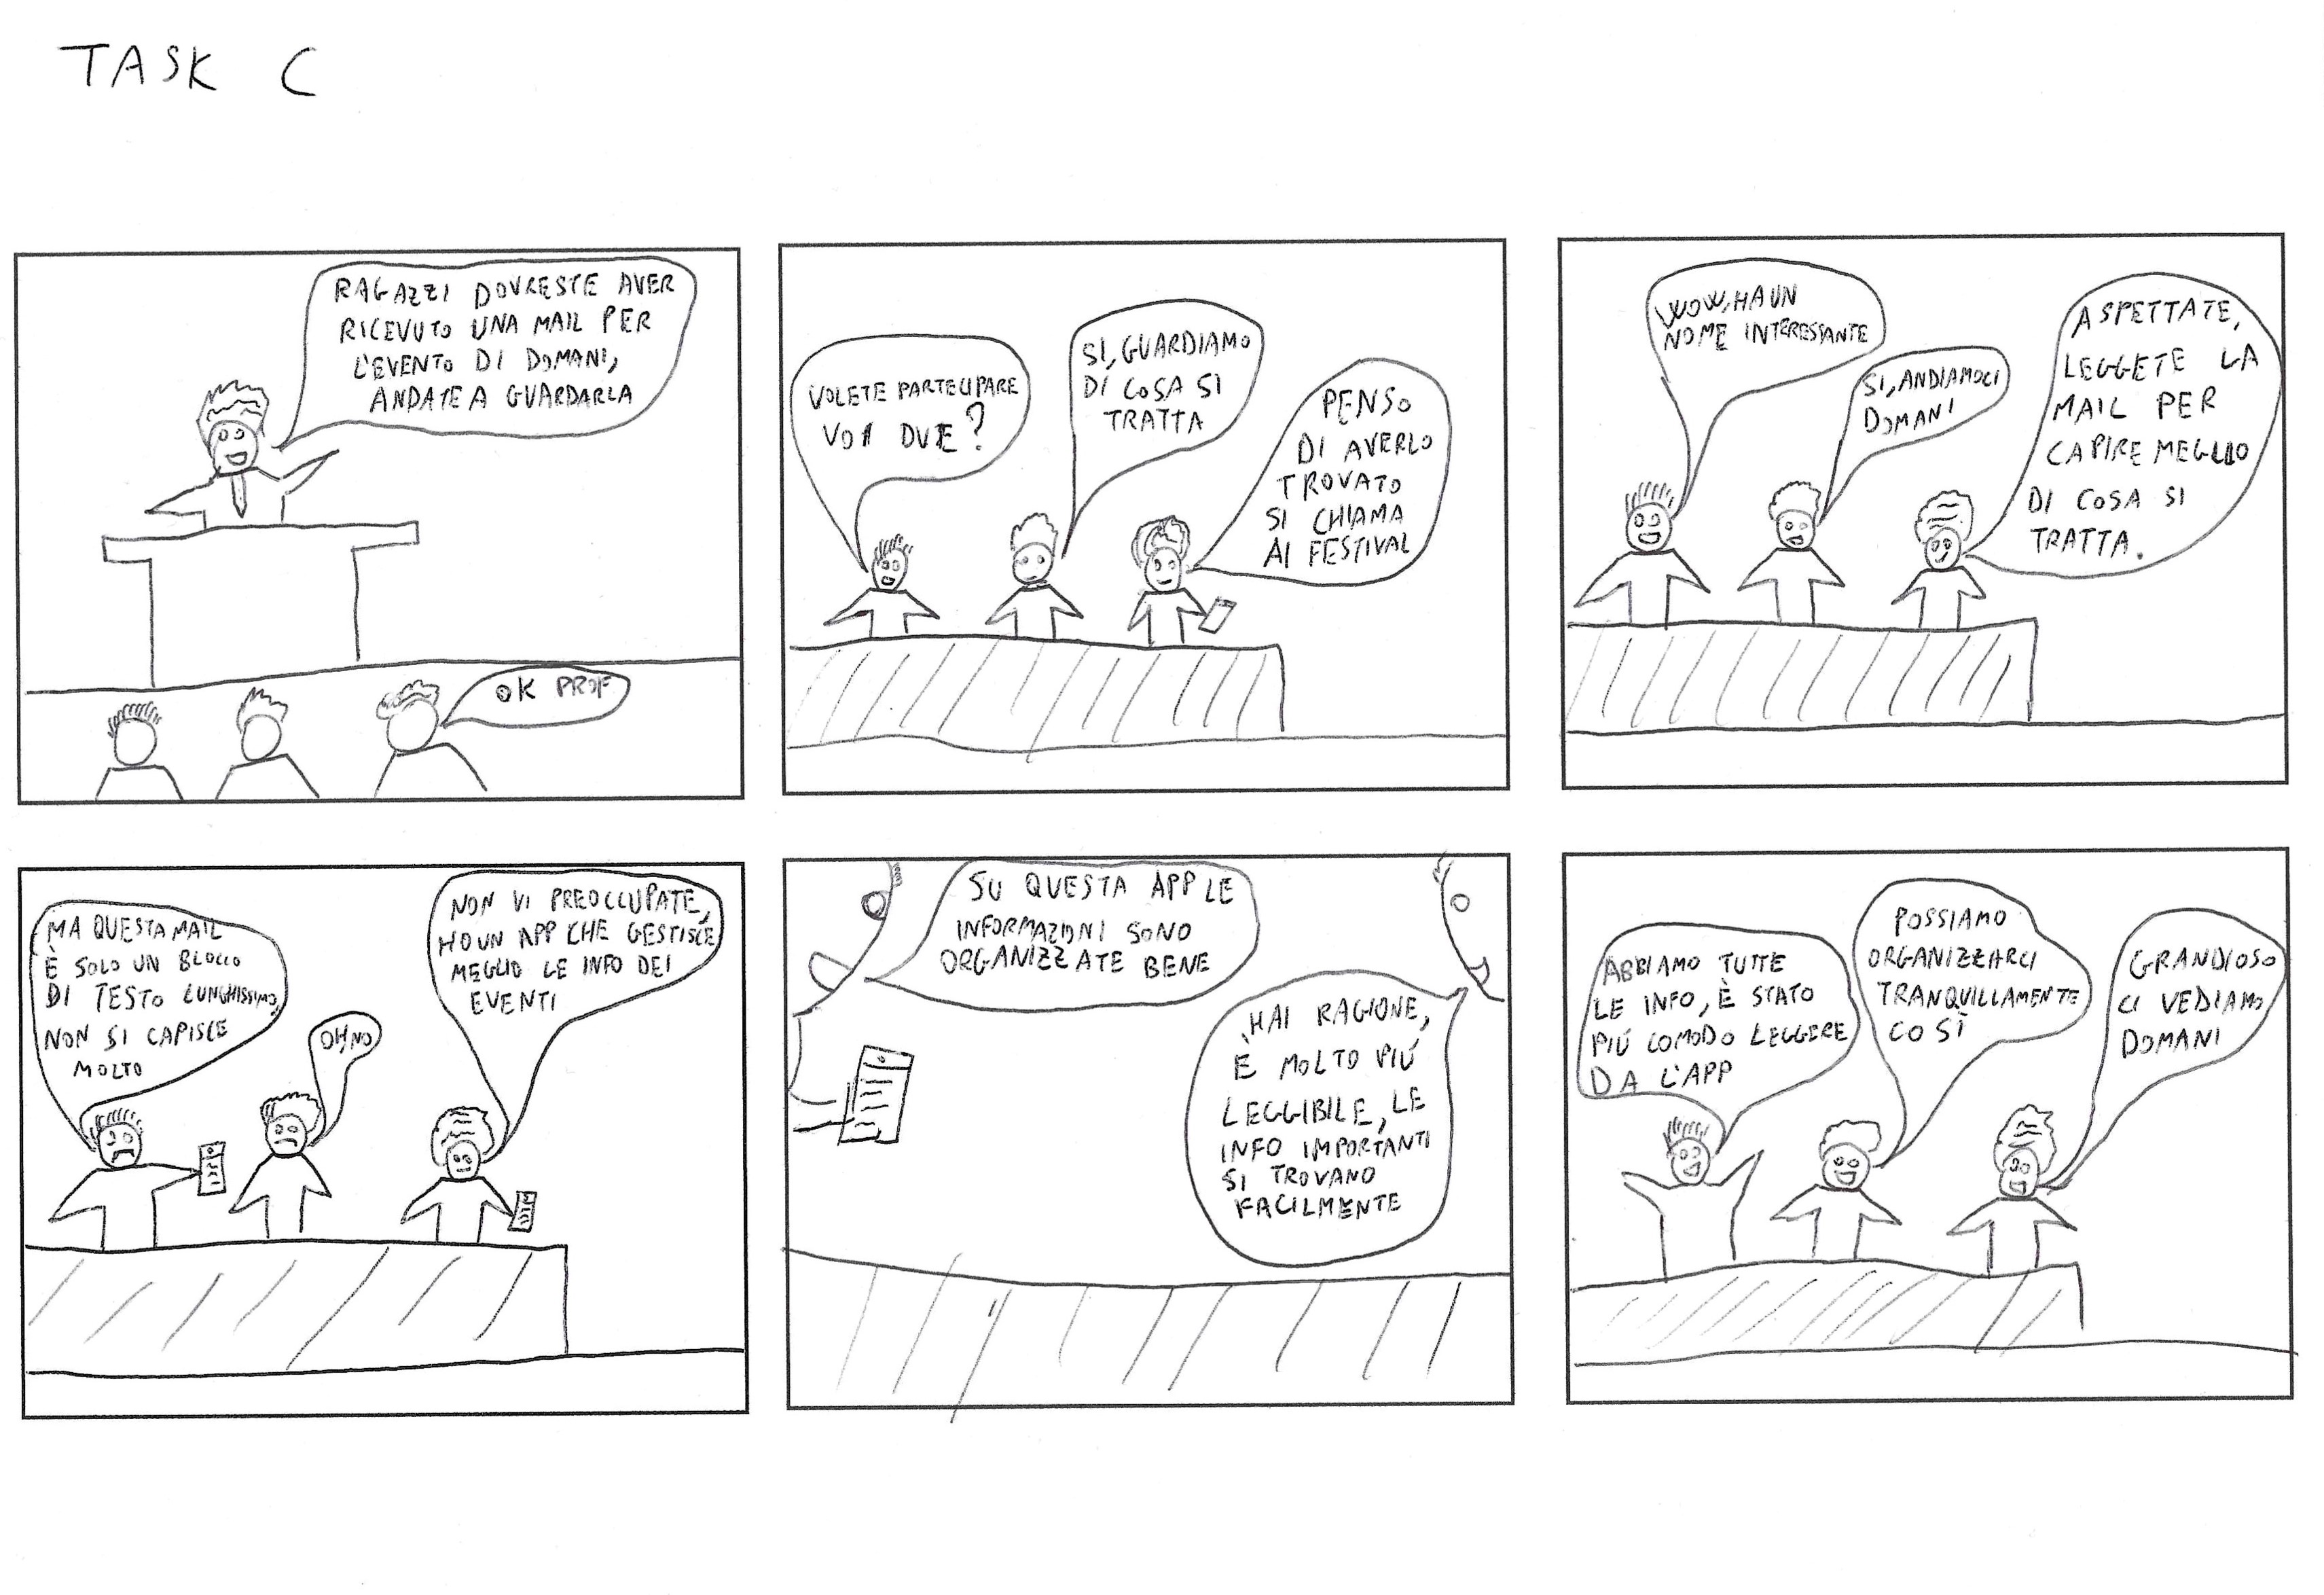 TASK C
RAGAZZI DOVRESTE AVER
RICEVUTO UNA MAIL PER
L'EVENTO DI DOMANI,
ANDATE A GUARDARLA
OK PROF
VOLETE PARTECIPARE
VOI DUE?
SI, GUARDIAMO
DI COSA SI
TRATTA
PENSO
DI AVERLO
TROVATO
SI CHIAMA
AI FESTIVAL
WOW, HA UN
NOME INTERESSANTE
SI, ANDIAMOCI
DOMANI
ASPETTATE,
LEGGETE LA
MAIL PER
CAPIRE MEGLIO
DI COSA SI
TRATTA.
MA QUESTA MAIL
È SOLO UN BLOCCO
DI TESTO LUNGHISSIMO,
NON SI CAPISCE
MOLTO
OH NO
NON VI PREOCCUPATE,
HO UN APP CHE GESTISCE
MEGLIO LE INFO DEI
EVENTI
SU QUESTA APP LE
INFORMAZIONI SONO
ORGANIZZATE BENE
HAI RAGIONE,
È MOLTO PIÚ
LEGGIBILE, LE
INFO IMPORTANTI
SI TROVANO
FACILMENTE
ABBIAMO TUTTE
LE INFO, È STATO
PIÚ COMODO LEGGERE
DA L'APP
POSSIAMO
ORGANIZZARCI
TRANQUILLAMENTE
COSÌ
GRANDIOSO
CI VEDIAMO
DOMANI